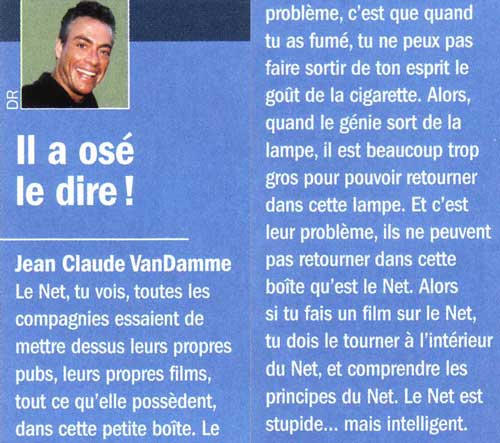 DR
Il a osé
le dire !
Jean Claude VanDamme
Le Net, tu vois, toutes les
compagnies essaient de
mettre dessus leurs propres
pubs, leurs propres films,
tout ce qu'elle possèdent,
dans cette petite boîte. Le
problème, c'est que quand
tu as fumé, tu ne peux pas
faire sortir de ton esprit le
goût de la cigarette. Alors,
quand le génie sort de la
lampe, il est beaucoup trop
gros pour pouvoir retourner
dans cette lampe. Et c'est
leur problème, ils ne peuvent
pas retourner dans cette
boîte qu'est le Net. Alors
si tu fais un film sur le Net,
tu dois le tourner à l'intérieur
du Net, et comprendre les
principes du Net. Le Net est
stupide... mais intelligent.